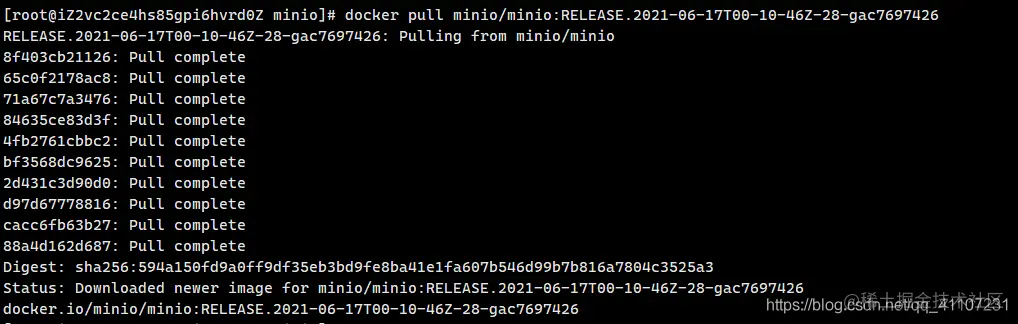 [root@iZ2vc2ce4hs85gpi6hvrd0Z minio]# docker pull minio/minio:RELEASE.2021-06-17T00-10-46Z-28-gac7697426
RELEASE.2021-06-17T00-10-46Z-28-gac7697426: Pulling from minio/minio
8f403cb21126: Pull complete
65c0f2178ac8: Pull complete
71a67c7a3476: Pull complete
84635ce83d3f: Pull complete
4fb2761cbbc2: Pull complete
bf3568dc9625: Pull complete
2d431c3d90d0: Pull complete
d97d67778816: Pull complete
cacc6fb63b27: Pull complete
88a4d162d687: Pull complete
Digest: sha256:594a150fd9a0ff9df35eb3bd9fe8ba41e1fa607b546d99b7b816a7804c3525a3
Status: Downloaded newer image for minio/minio:RELEASE.2021-06-17T00-10-46Z-28-gac7697426
docker.io/minio/minio:RELEASE.2021-06-17T00-10-46Z-28-gac7697426
@稀土掘金技术社区
https://blog.csdn.net/qq_41107231